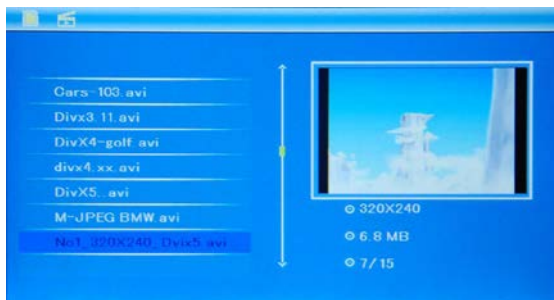 Cars-103.avi
Divx3.11.avi
DivX4-golf.avi
divx4.xx.avi
DivX5..avi
M-JPEG BMW.avi
No1_320X240_Dvix5.avi
320X240
6.8 MB
7/15